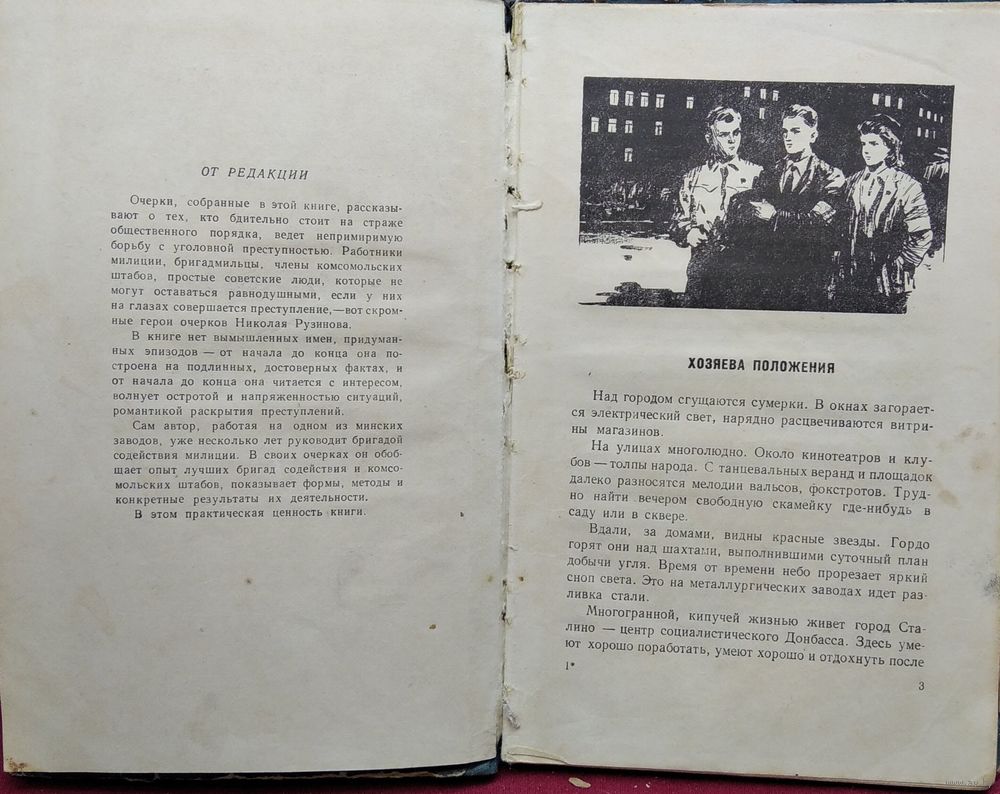 ОТ РЕДАКЦИИ
Очерки, собранные в этой книге, рассказы-
вают о тех, кто бдительно стоит на страже
общественного порядка, ведет непримиримую
борьбу с уголовной преступностью. Работники
милиции, бригадмильцы, члены комсомольских
штабов, простые советские люди, которые не
могут оставаться равнодушными, если у них
на глазах совершается преступление,—вот скром-
ные герои очерков Николая Рузинова.
В книге нет вымышленных имен, придуман-
ных эпизодов — от начала до конца она по-
строена на подлинных, достоверных фактах, и
от начала до конца она читается с интересом,
волнует остротой и напряженностью ситуаций,
романтикой раскрытия преступлений.
Сам автор, работая на одном из минских
заводов, уже несколько лет руководит бригадой
содействия милиции. В своих очерках он обоб-
щает опыт лучших бригад содействия и комсо-
мольских штабов, показывает формы, методы и
конкретные результаты их деятельности.
В этом практическая ценность книги.
ХОЗЯЕВА ПОЛОЖЕНИЯ
Над городом сгущаются сумерки. В окнах загорает-
ся электрический свет, нарядно расцвечиваются витри-
ны магазинов.
На улицах многолюдно. Около кинотеатров и клу-
бов — толпы народа. С танцевальных веранд и площадок
далеко разносятся мелодии вальсов, фокстротов. Труд-
но найти вечером свободную скамейку где-нибудь в
саду или в сквере.
Вдали, за домами, видны красные звезды. Гордо
горят они над шахтами, выполнившими суточный план
добычи угля. Время от времени небо прорезает яркий
сноп света. Это на металлургических заводах идет раз-
ливка стали.
Многогранной, кипучей жизнью живет город Ста-
лино — центр социалистического Донбасса. Здесь уме-
ют хорошо поработать, умеют хорошо и отдохнуть после
1*
3